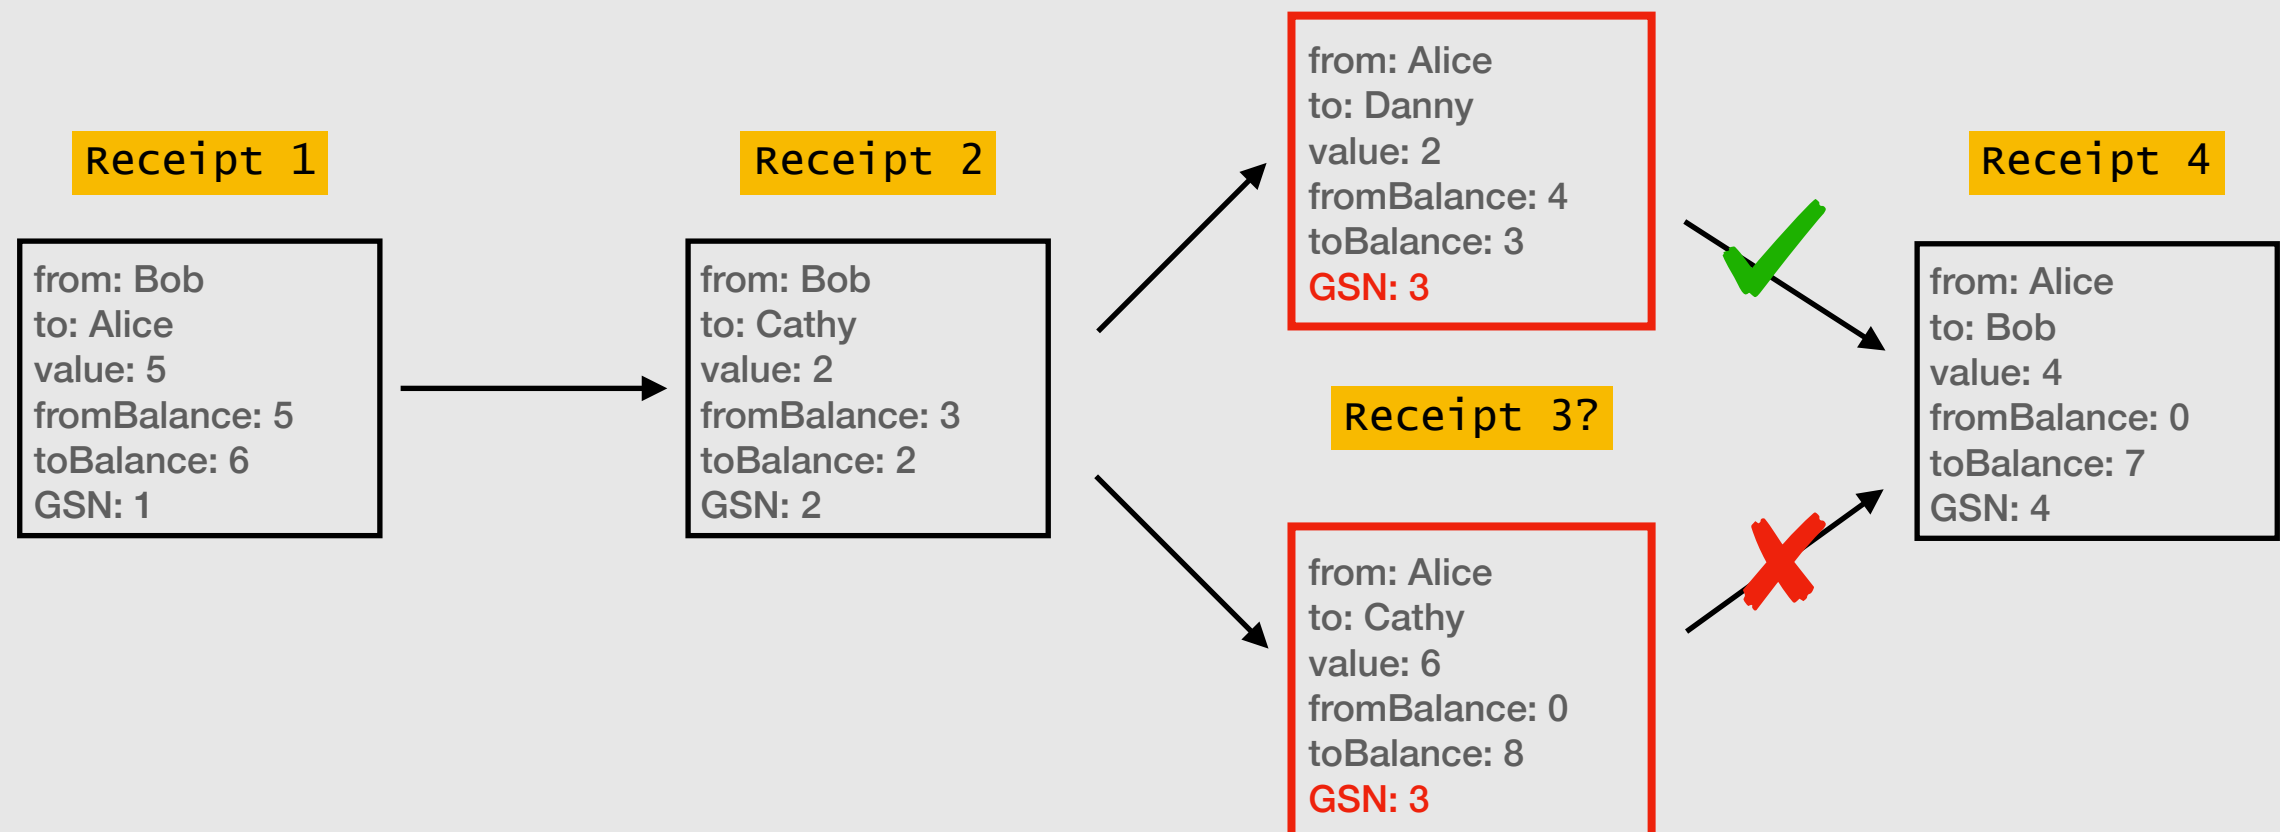 Receipt 1
from: Bob
to: Alice
value: 5
fromBalance: 5
toBalance: 6
GSN: 1
Receipt 2
from: Bob
to: Cathy
value: 2
fromBalance: 3
toBalance: 2
GSN: 2
from: Alice
to: Danny
value: 2
fromBalance: 4
toBalance: 3
GSN: 3
Receipt 3?
from: Alice
to: Cathy
value: 6
fromBalance: 0
toBalance: 8
GSN: 3
Receipt 4
from: Alice
to: Bob
value: 4
fromBalance: 0
toBalance: 7
GSN: 4